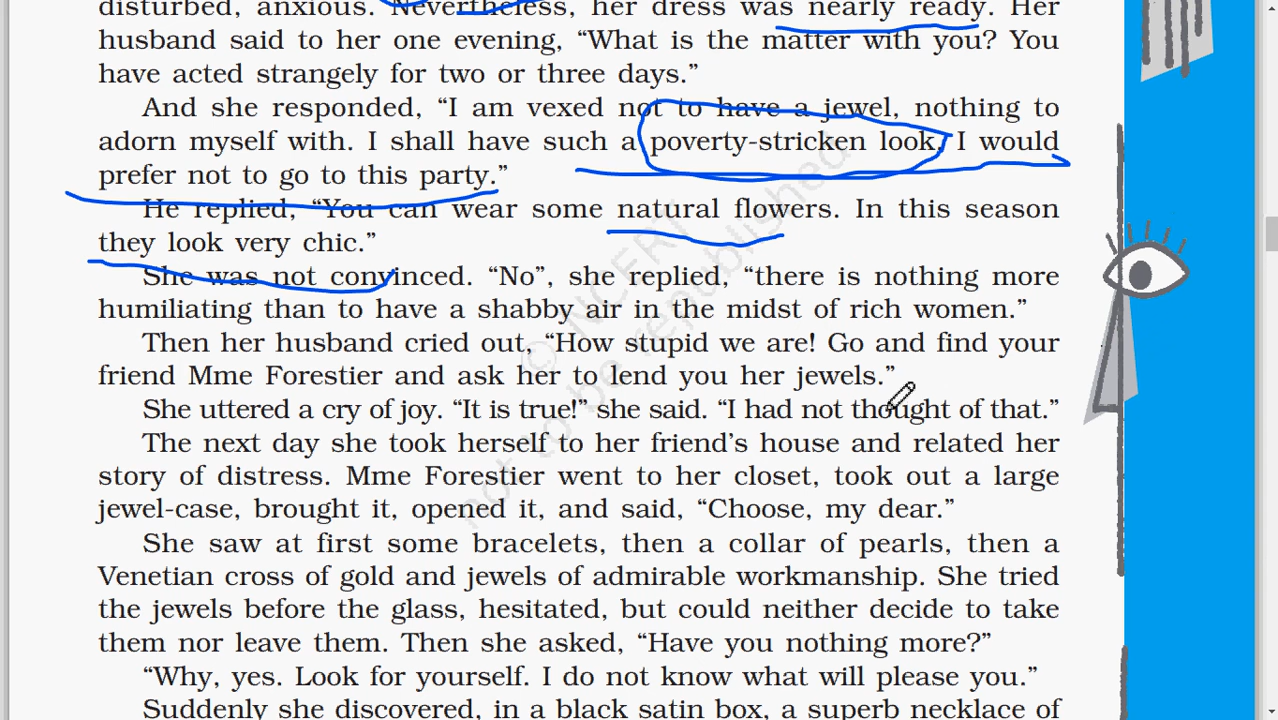 disturbed, anxious. Nevertheless, her dress was nearly ready. Her
husband said to her one evening, “What is the matter with you? You
have acted strangely for two or three days.”
And she responded, “I am vexed not to have a jewel, nothing to
adorn myself with. I shall have such a poverty-stricken look, I would
prefer not to go to this party.”
He replied, “You can wear some natural flowers. In this season
they look very chic.”
She was not convinced. “No”, she replied, “there is nothing more
humiliating than to have a shabby air in the midst of rich women.”
Then her husband cried out, “How stupid we are! Go and find your
friend Mme Forestier and ask her to lend you her jewels.”
She uttered a cry of joy. “It is true!” she said. “I had not thought of that.”
The next day she took herself to her friend’s house and related her
story of distress. Mme Forestier went to her closet, took out a large
jewel-case, brought it, opened it, and said, “Choose, my dear.”
She saw at first some bracelets, then a collar of pearls, then a
Venetian cross of gold and jewels of admirable workmanship. She tried
the jewels before the glass, hesitated, but could neither decide to take
them nor leave them. Then she asked, “Have you nothing more?”
“Why, yes. Look for yourself. I do not know what will please you.”
Suddenly she discovered, in a black satin box, a superb necklace of
© NCERT
not to be republished